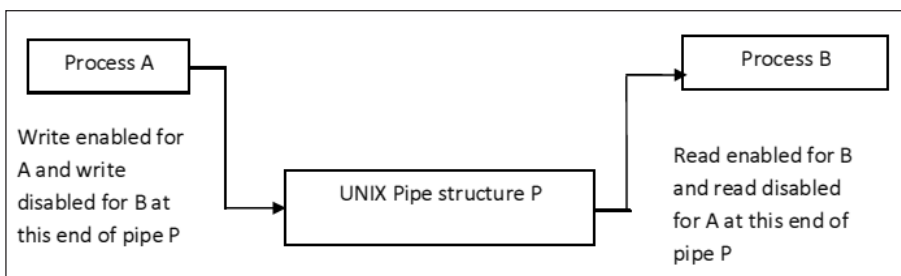 Process A
Process B
Write enabled for
A and write
disabled for B at
this end of pipe P
UNIX Pipe structure P
Read enabled for B
and read disabled
for A at this end of
pipe P